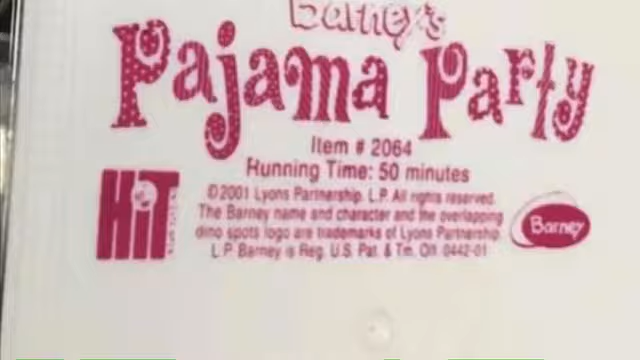 Barney's
Pajama Party
Item # 2064
Running Time: 50 minutes
©2001 Lyons Partnership, L.P. All rights reserved.
The Barney name and character and the overlapping
dino spots logo are trademarks of Lyons Partnership
L.P. Barney is Reg. U.S. Pat. & Tm. Off. 0442-01
HiT
Barney